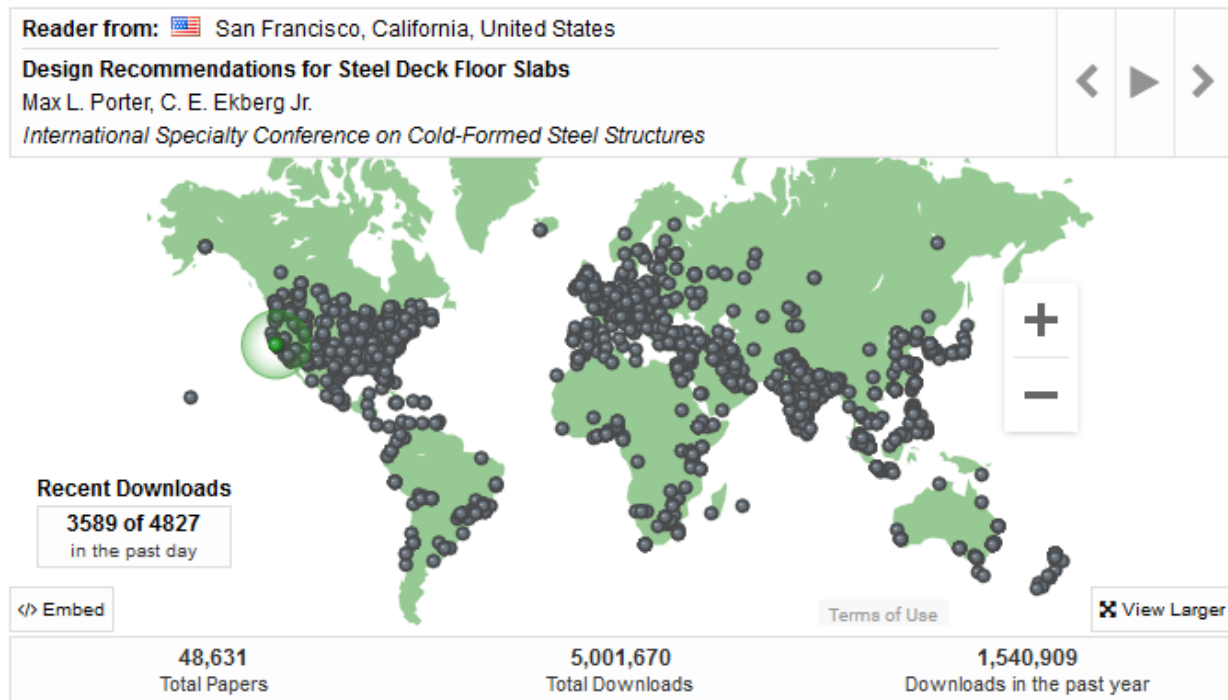 Reader from: San Francisco, California, United States
Design Recommendations for Steel Deck Floor Slabs
Max L. Porter, C. E. Ekberg Jr.
International Specialty Conference on Cold-Formed Steel Structures
+
−
Recent Downloads
3589 of 4827
in the past day
</> Embed
Terms of Use
View Larger
48,631
Total Papers
5,001,670
Total Downloads
1,540,909
Downloads in the past year